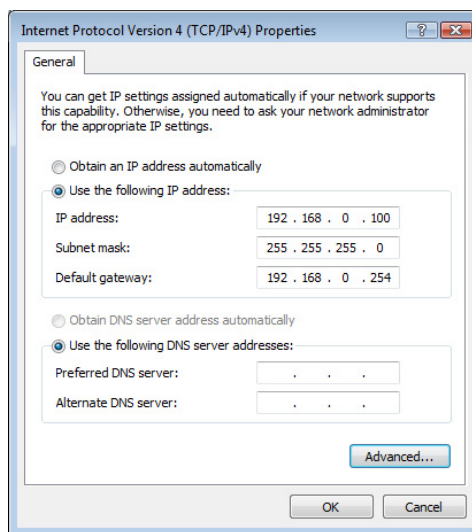 Internet Protocol Version 4 (TCP/IPv4) Properties
General
You can get IP settings assigned automatically if your network supports
this capability. Otherwise, you need to ask your network administrator
for the appropriate IP settings.
Obtain an IP address automatically
Use the following IP address:
IP address: 192 . 168 . 0 . 100
Subnet mask: 255 . 255 . 255 . 0
Default gateway: 192 . 168 . 0 . 254
Obtain DNS server address automatically
Use the following DNS server addresses:
Preferred DNS server: . . .
Alternate DNS server: . . .
Advanced...
OK Cancel